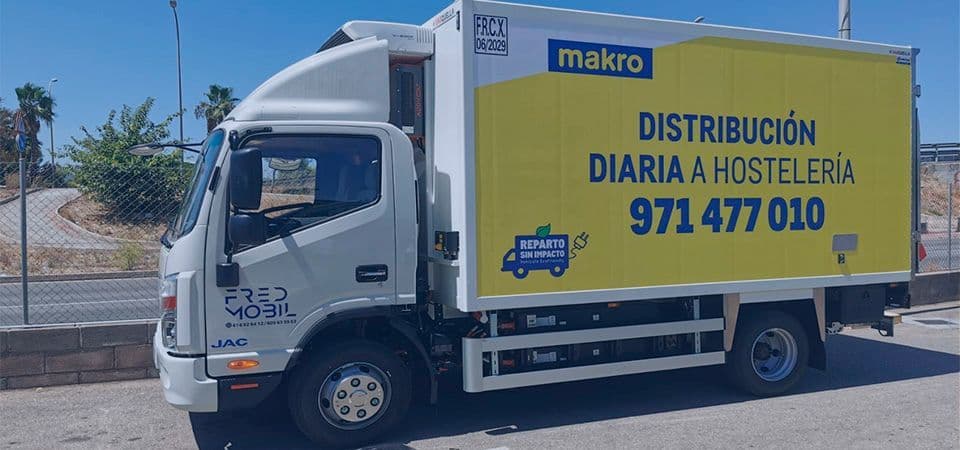 F.R.C.X.
06/2029
makro
DISTRIBUCIÓN
DIARIA A HOSTELERÍA
971 477 010
REPARTO
SIN IMPACTO
FRED
MOBIL
JAC